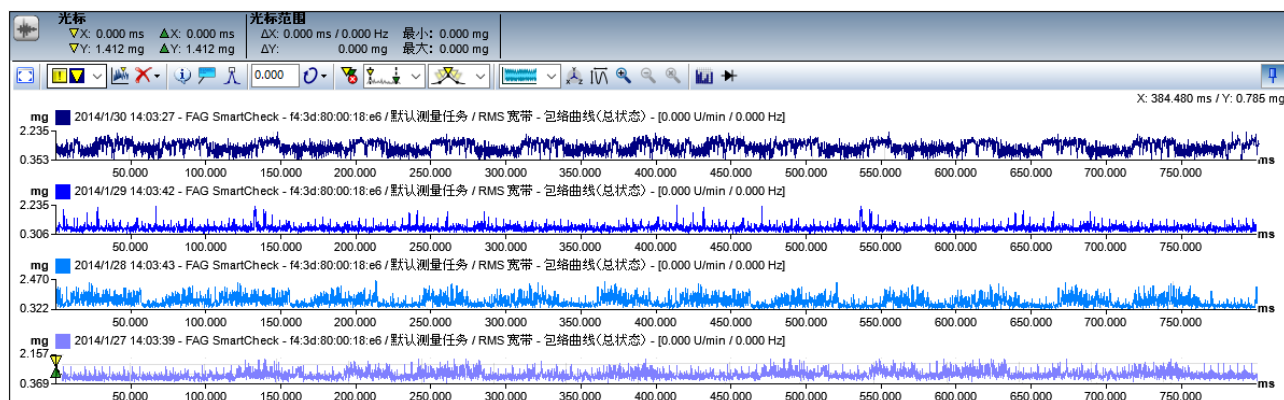 光标
X: 0.000 ms X: 0.000 ms
Y: 1.412 mg Y: 1.412 mg
光标范围
ΔX: 0.000 ms / 0.000 Hz 最小: 0.000 mg
ΔY: 0.000 mg 最大: 0.000 mg
0.000
X: 384.480 ms / Y: 0.785 mg
mg 2014/1/30 14:03:27 - FAG SmartCheck - f4:3d:80:00:18:e6 / 默认测量任务 / RMS 宽带 - 包络曲线(总状态) - [0.000 U/min / 0.000 Hz]
2.235
0.353
ms
50.000 100.000 150.000 200.000 250.000 300.000 350.000 400.000 450.000 500.000 550.000 600.000 650.000 700.000 750.000
mg 2014/1/29 14:03:42 - FAG SmartCheck - f4:3d:80:00:18:e6 / 默认测量任务 / RMS 宽带 - 包络曲线(总状态) - [0.000 U/min / 0.000 Hz]
2.235
0.306
ms
50.000 100.000 150.000 200.000 250.000 300.000 350.000 400.000 450.000 500.000 550.000 600.000 650.000 700.000 750.000
mg 2014/1/28 14:03:43 - FAG SmartCheck - f4:3d:80:00:18:e6 / 默认测量任务 / RMS 宽带 - 包络曲线(总状态) - [0.000 U/min / 0.000 Hz]
2.470
0.322
ms
50.000 100.000 150.000 200.000 250.000 300.000 350.000 400.000 450.000 500.000 550.000 600.000 650.000 700.000 750.000
mg 2014/1/27 14:03:39 - FAG SmartCheck - f4:3d:80:00:18:e6 / 默认测量任务 / RMS 宽带 - 包络曲线(总状态) - [0.000 U/min / 0.000 Hz]
2.157
0.369
ms
50.000 100.000 150.000 200.000 250.000 300.000 350.000 400.000 450.000 500.000 550.000 600.000 650.000 700.000 750.000